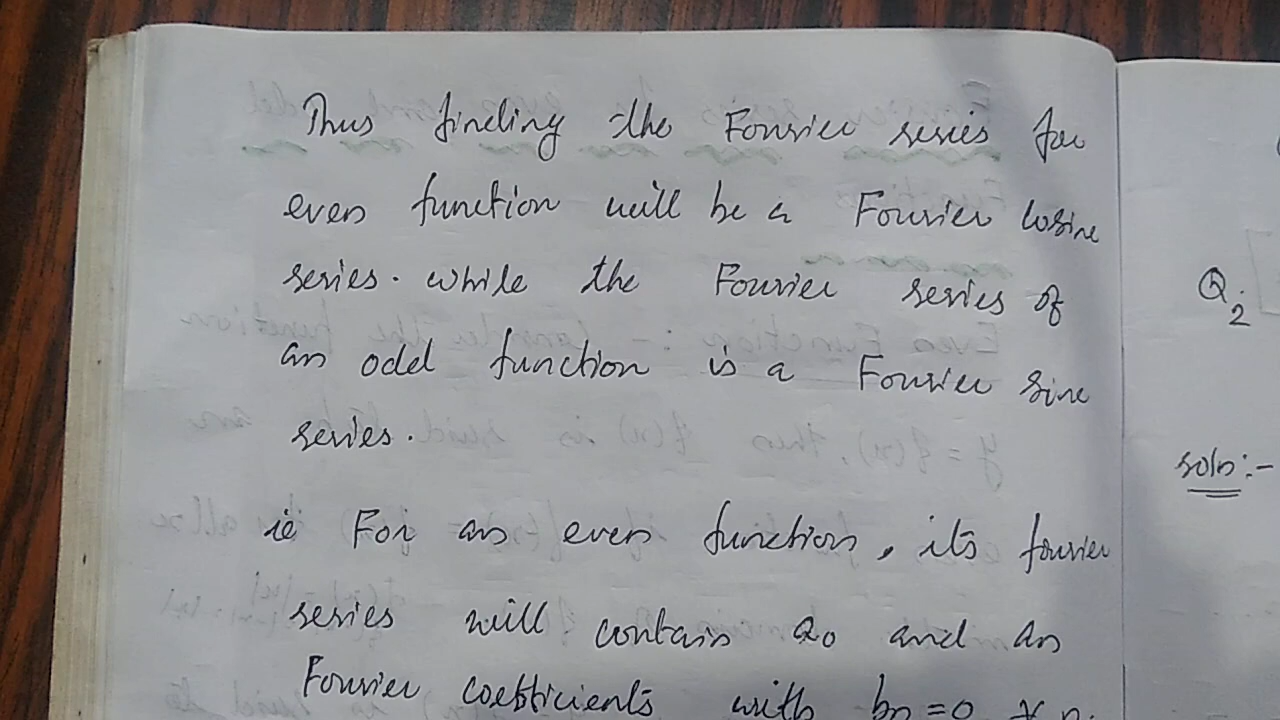 Thus finding the Fourier series for
even function will be a Fourier cosine
series. while the Fourier series of
an odd function is a Fourier sine
series.
ie For an even function, its fourier
series will contain a₀ and an
Fourier coefficients with bn = 0 ∀ n.
Q.2
soln:-